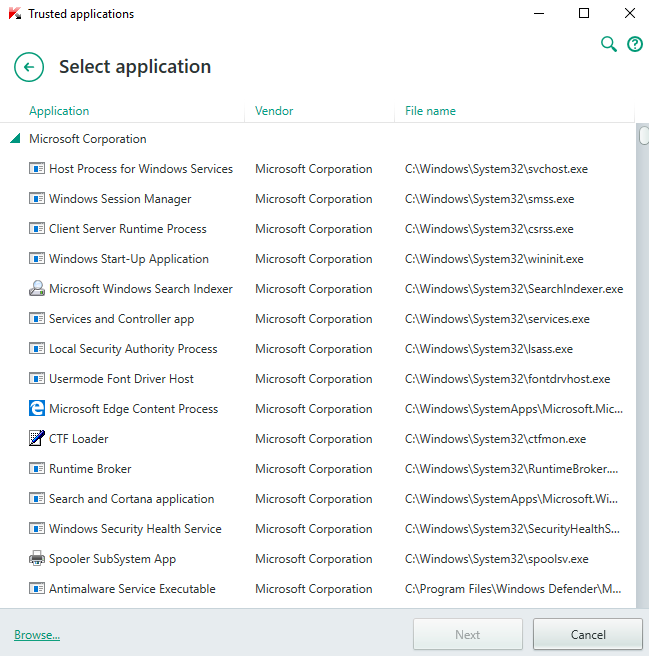 Trusted applications
Select application
Application Vendor File name
Microsoft Corporation
Host Process for Windows Services Microsoft Corporation C:\Windows\System32\svchost.exe
Windows Session Manager Microsoft Corporation C:\Windows\System32\smss.exe
Client Server Runtime Process Microsoft Corporation C:\Windows\System32\csrss.exe
Windows Start-Up Application Microsoft Corporation C:\Windows\System32\wininit.exe
Microsoft Windows Search Indexer Microsoft Corporation C:\Windows\System32\SearchIndexer.exe
Services and Controller app Microsoft Corporation C:\Windows\System32\services.exe
Local Security Authority Process Microsoft Corporation C:\Windows\System32\lsass.exe
Usermode Font Driver Host Microsoft Corporation C:\Windows\System32\fontdrvhost.exe
Microsoft Edge Content Process Microsoft Corporation C:\Windows\SystemApps\Microsoft.Mic...
CTF Loader Microsoft Corporation C:\Windows\System32\ctfmon.exe
Runtime Broker Microsoft Corporation C:\Windows\System32\RuntimeBroker....
Search and Cortana application Microsoft Corporation C:\Windows\SystemApps\Microsoft.Wi...
Windows Security Health Service Microsoft Corporation C:\Windows\System32\SecurityHealthS...
Spooler SubSystem App Microsoft Corporation C:\Windows\System32\spoolsv.exe
Antimalware Service Executable Microsoft Corporation C:\Program Files\Windows Defender\M...
Browse... Next Cancel